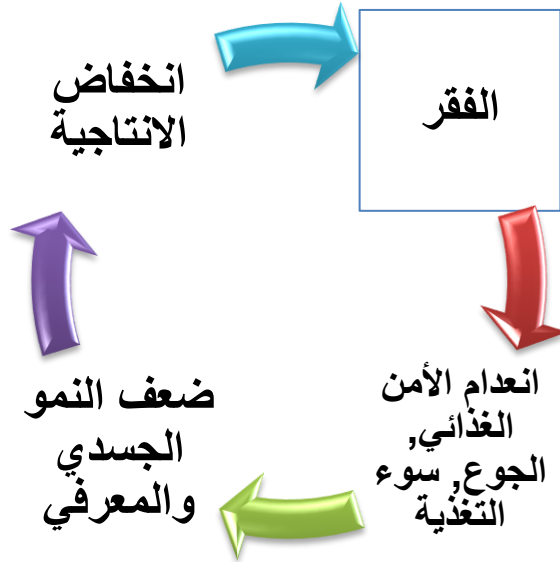 الفقر
انخفاض
الانتاجية
انعدام الأمن
الغذائي,
الجوع, سوء
التغذية
ضعف النمو
الجسدي
والمعرفي